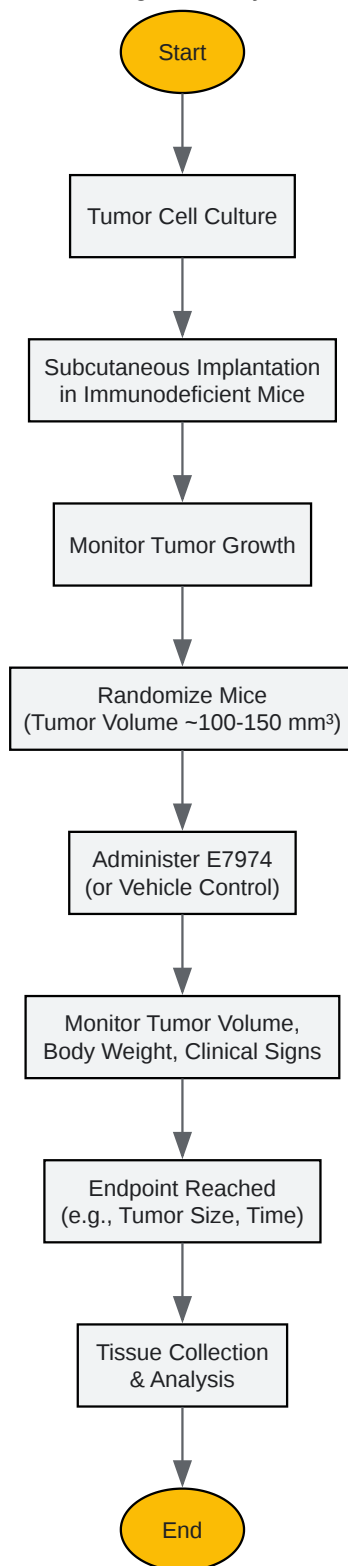 Start
Tumor Cell Culture
Subcutaneous Implantation
in Immunodeficient Mice
Monitor Tumor Growth
Randomize Mice
(Tumor Volume ~100-150 mm³)
Administer E7974
(or Vehicle Control)
Monitor Tumor Volume,
Body Weight, Clinical Signs
Endpoint Reached
(e.g., Tumor Size, Time)
Tissue Collection
& Analysis
End